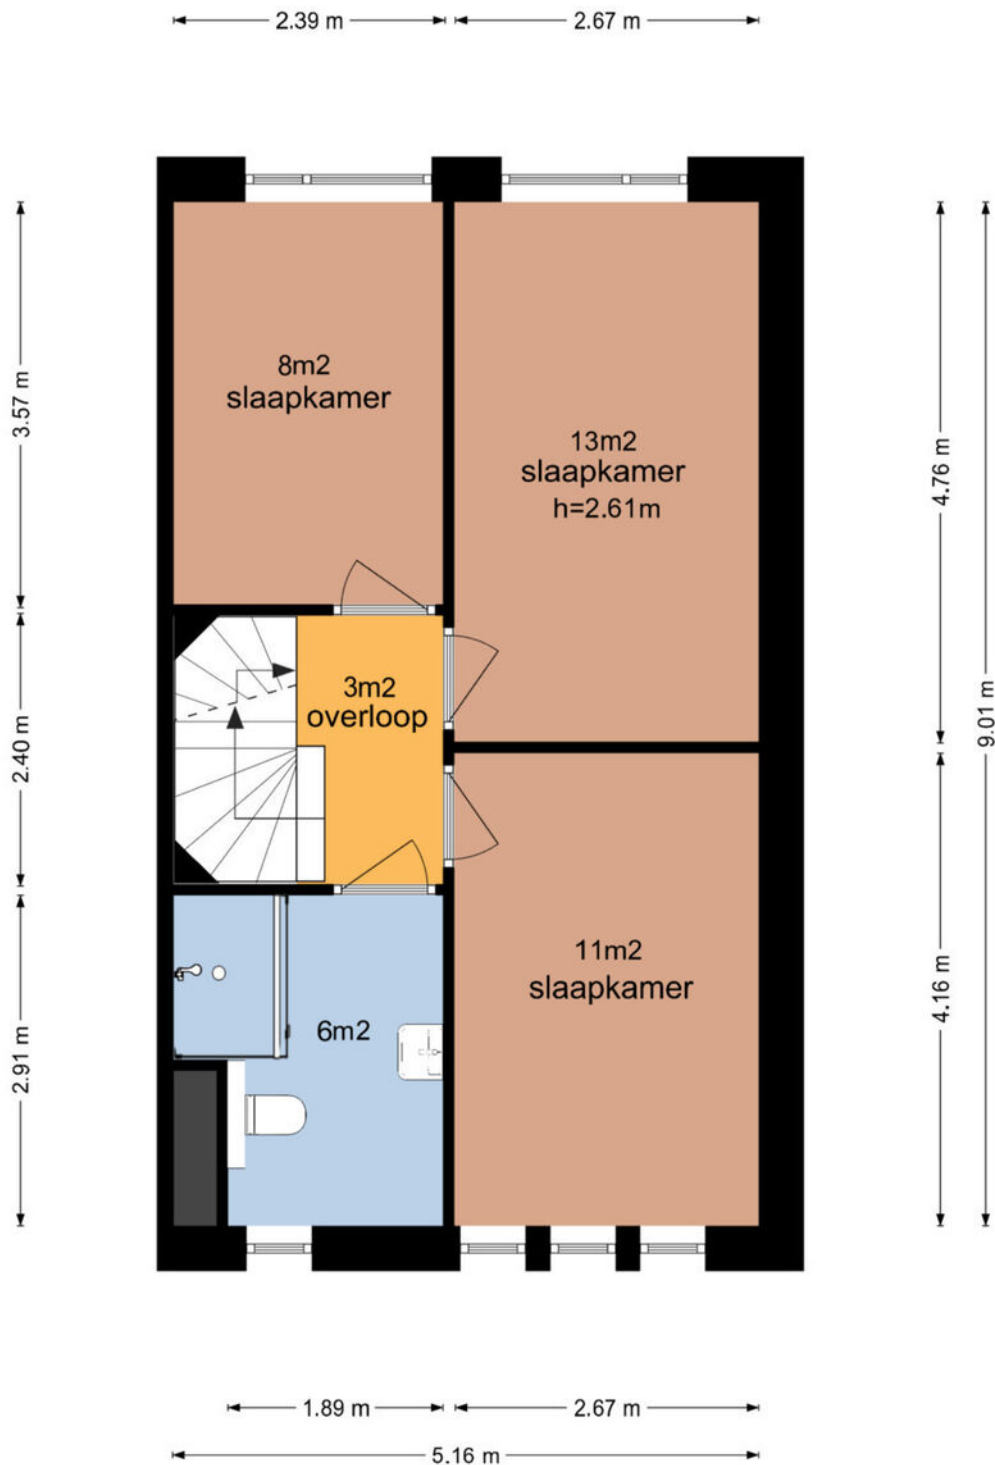 2.39 m
2.67 m
3.57 m
2.40 m
2.91 m
8m2
slaapkamer
13m2
slaapkamer
h=2.61m
3m2
overloop
11m2
slaapkamer
6m2
4.76 m
4.16 m
9.01 m
1.89 m
2.67 m
5.16 m